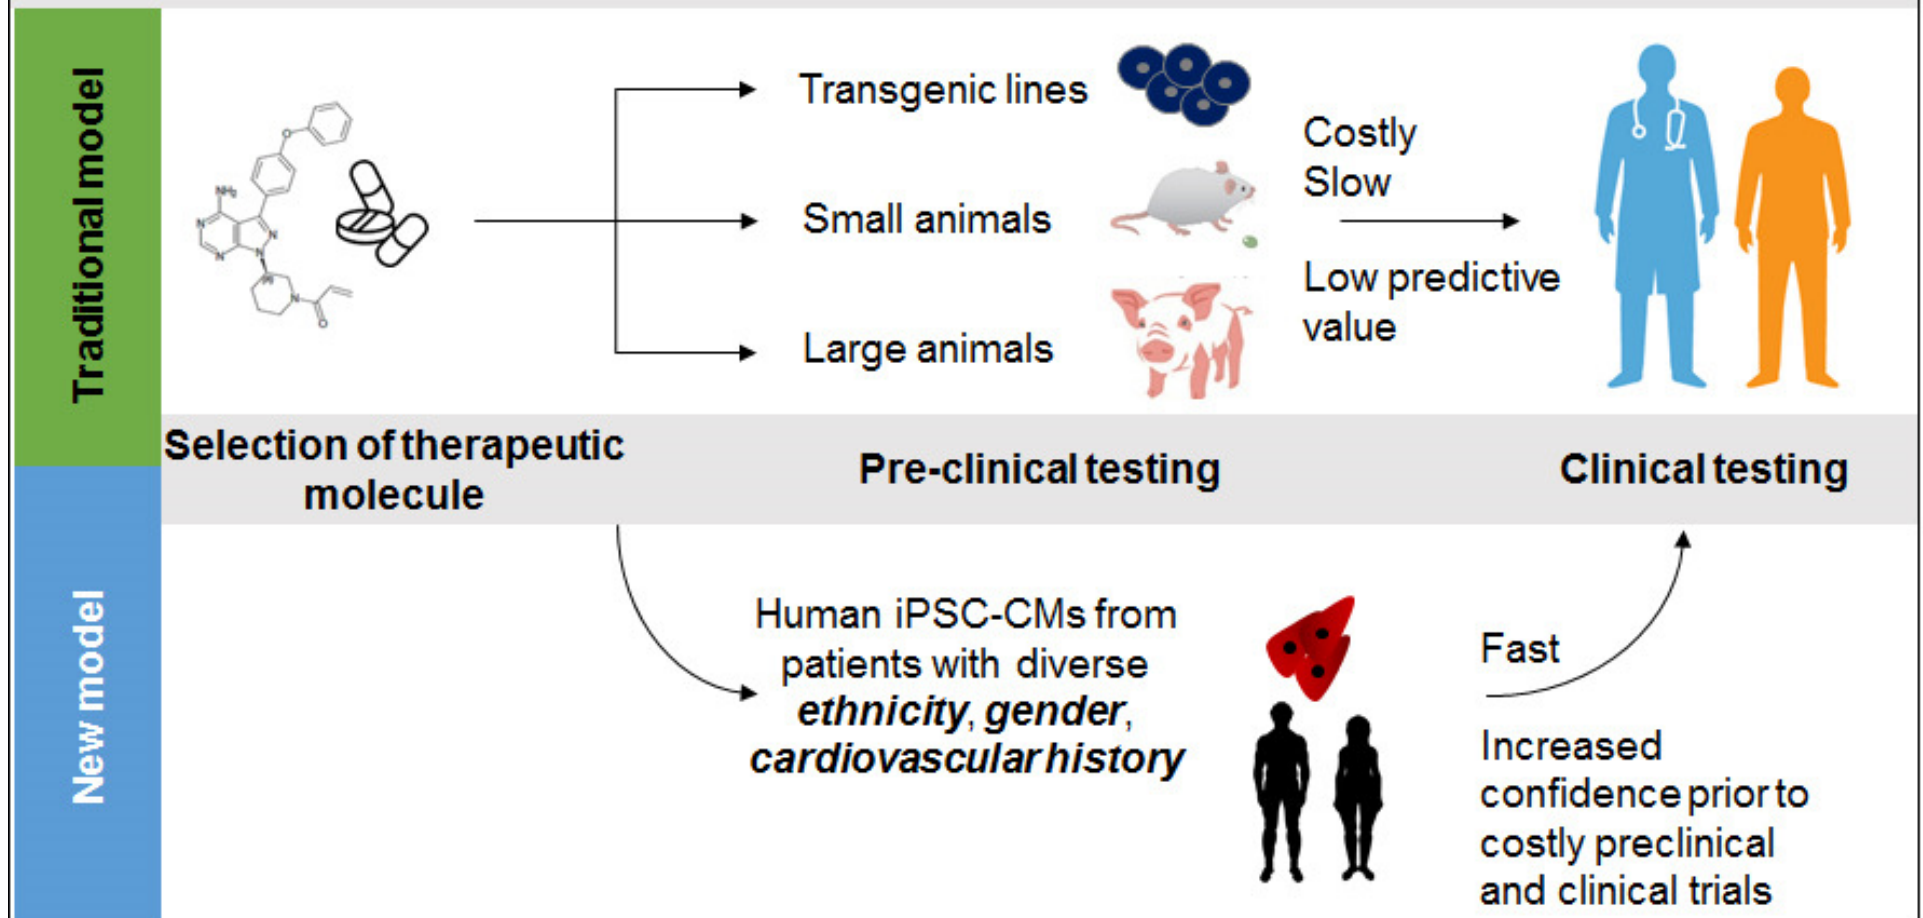 Traditional model
NH₂
N
N
N
N
O
N
O
Transgenic lines
Small animals
Large animals
Costly
Slow
Low predictive
value
Selection of therapeutic
molecule
Pre-clinical testing
Clinical testing
New model
Human iPSC-CMs from
patients with diverse
ethnicity, gender,
cardiovascular history
Fast
Increased
confidence prior to
costly preclinical
and clinical trials